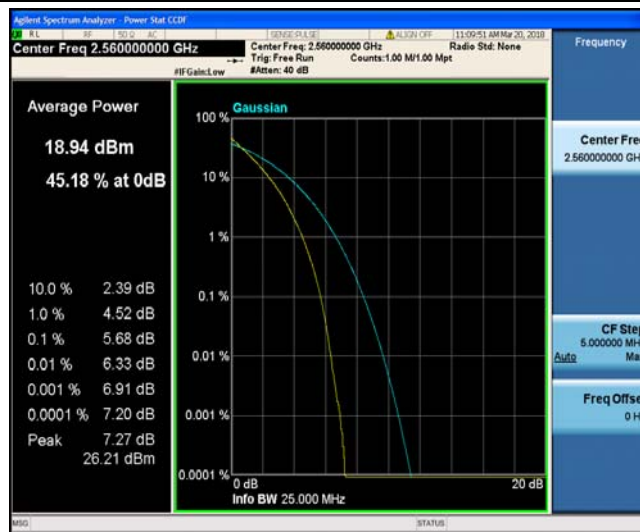 Agilent Spectrum Analyzer - Power Stat CCDF
RL RF 50 Ω AC SENSE:PULSE ALIGN OFF 11:09:51 AM Mar 20, 2018
Center Freq 2.560000000 GHz
Center Freq: 2.560000000 GHz Radio Std: None
Trig: Free Run Counts:1.00 M/1.00 Mpt
#IFGain:Low #Atten: 40 dB
Frequency
Average Power
18.94 dBm
45.18 % at 0dB
10.0 % 2.39 dB
1.0 % 4.52 dB
0.1 % 5.68 dB
0.01 % 6.33 dB
0.001 % 6.91 dB
0.0001 % 7.20 dB
Peak 7.27 dB
26.21 dBm
Gaussian
100 %
10 %
1 %
0.1 %
0.01 %
0.001 %
0.0001 %
0 dB 20 dB
Info BW 25.000 MHz
Center Fre
2.560000000 GH
CF Ste
5.000000 MH
Auto Ma
Freq Offse
0 H
MSG STATUS